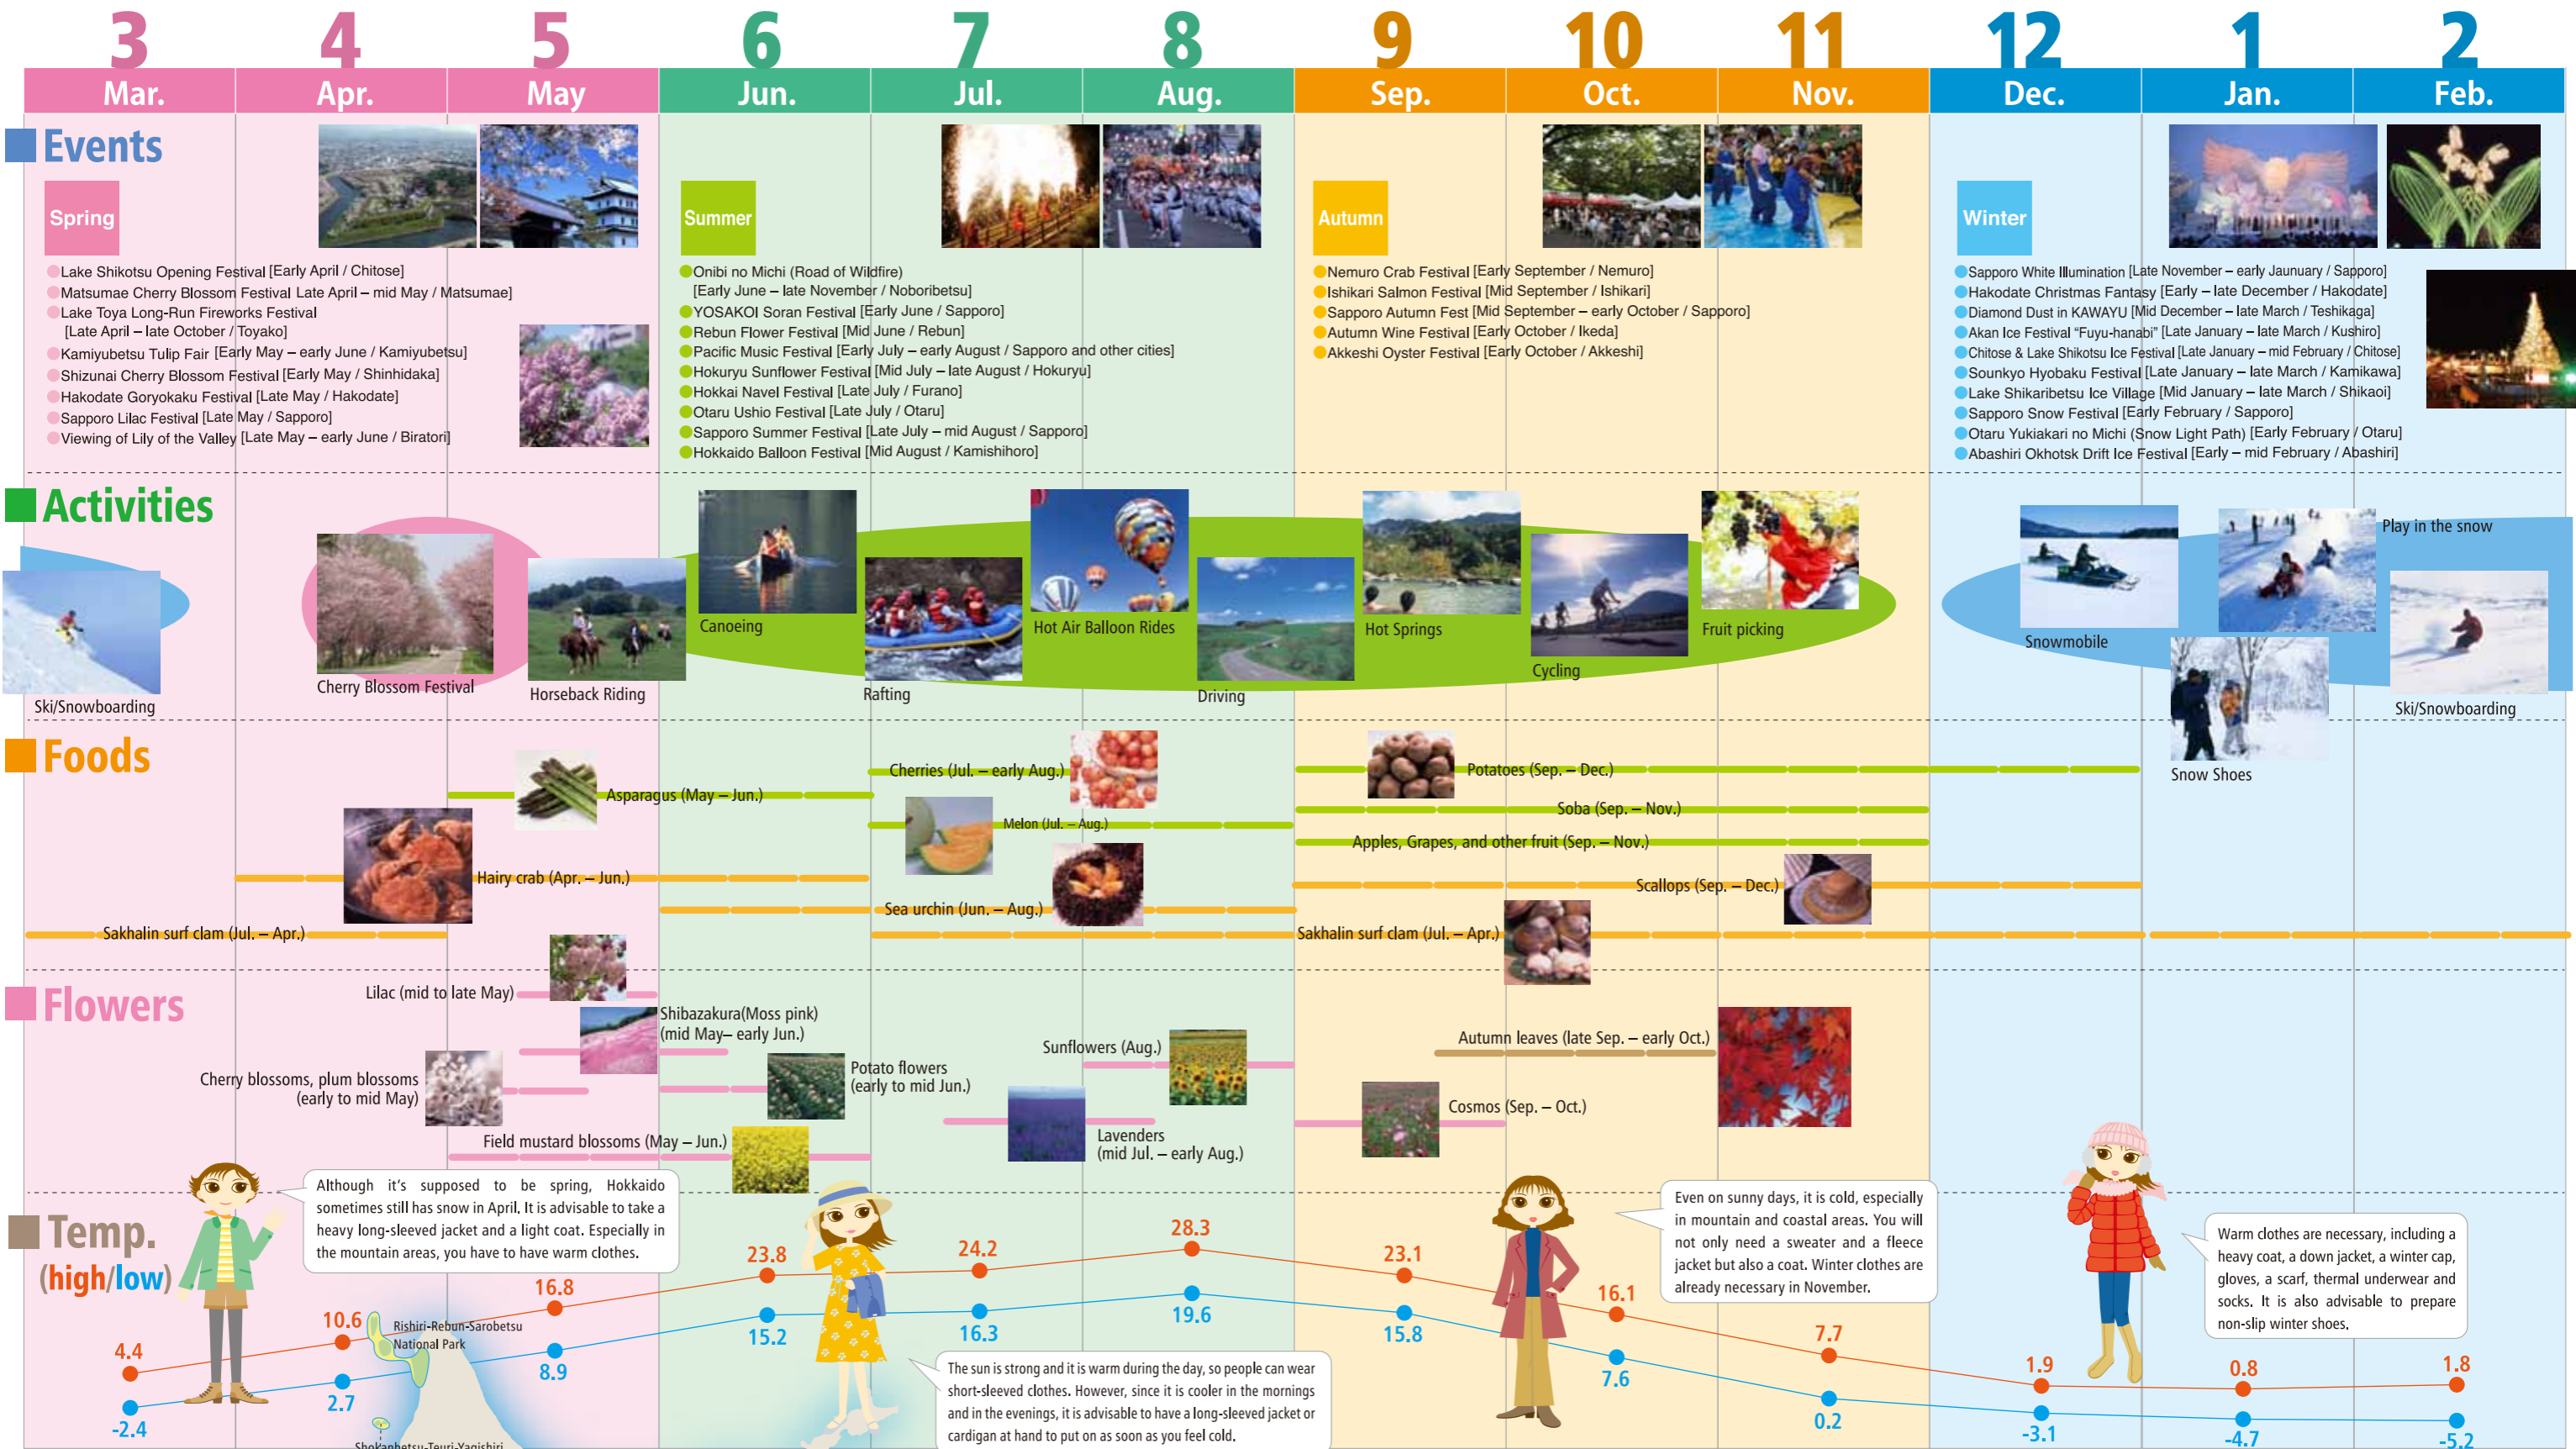 3 4 5 6 7 8 9 10 11 12 1 2
Mar. Apr. May Jun. Jul. Aug. Sep. Oct. Nov. Dec. Jan. Feb.
Events
Spring
Lake Shikotsu Opening Festival [Early April / Chitose]
Matsumae Cherry Blossom Festival Late April – mid May / Matsumae]
Lake Toya Long-Run Fireworks Festival
[Late April – late October / Toyako]
Kamiyubetsu Tulip Fair [Early May – early June / Kamiyubetsu]
Shizunai Cherry Blossom Festival [Early May / Shinhidaka]
Hakodate Goryokaku Festival [Late May / Hakodate]
Sapporo Lilac Festival [Late May / Sapporo]
Viewing of Lily of the Valley [Late May – early June / Biratori]
Summer
Onibi no Michi (Road of Wildfire)
[Early June – late November / Noboribetsu]
YOSAKOI Soran Festival [Early June / Sapporo]
Rebun Flower Festival [Mid June / Rebun]
Pacific Music Festival [Early July – early August / Sapporo and other cities]
Hokuryu Sunflower Festival [Mid July – late August / Hokuryu]
Hokkai Navel Festival [Late July / Furano]
Otaru Ushio Festival [Late July / Otaru]
Sapporo Summer Festival [Late July – mid August / Sapporo]
Hokkaido Balloon Festival [Mid August / Kamishihoro]
Autumn
Nemuro Crab Festival [Early September / Nemuro]
Ishikari Salmon Festival [Mid September / Ishikari]
Sapporo Autumn Fest [Mid September – early October / Sapporo]
Autumn Wine Festival [Early October / Ikeda]
Akkeshi Oyster Festival [Early October / Akkeshi]
Winter
Sapporo White Illumination [Late November – early Jaunuary / Sapporo]
Hakodate Christmas Fantasy [Early – late December / Hakodate]
Diamond Dust in KAWAYU [Mid December – late March / Teshikaga]
Akan Ice Festival “Fuyu-hanabi” [Late January – late March / Kushiro]
Chitose & Lake Shikotsu Ice Festival [Late January – mid February / Chitose]
Sounkyo Hyobaku Festival [Late January – late March / Kamikawa]
Lake Shikaribetsu Ice Village [Mid January – late March / Shikaoi]
Sapporo Snow Festival [Early February / Sapporo]
Otaru Yukiakari no Michi (Snow Light Path) [Early February / Otaru]
Abashiri Okhotsk Drift Ice Festival [Early – mid February / Abashiri]
Activities
Ski/Snowboarding
Cherry Blossom Festival
Horseback Riding
Canoeing
Rafting
Hot Air Balloon Rides
Driving
Hot Springs
Cycling
Fruit picking
Snowmobile
Play in the snow
Snow Shoes
Ski/Snowboarding
Foods
Asparagus (May – Jun.)
Cherries (Jul. – early Aug.)
Melon (Jul. – Aug.)
Potatoes (Sep. – Dec.)
Soba (Sep. – Nov.)
Apples, Grapes, and other fruit (Sep. – Nov.)
Hairy crab (Apr. – Jun.)
Sea urchin (Jun. – Aug.)
Scallops (Sep. – Dec.)
Sakhalin surf clam (Jul. – Apr.)
Sakhalin surf clam (Jul. – Apr.)
Flowers
Lilac (mid to late May)
Shibazakura(Moss pink)
(mid May– early Jun.)
Cherry blossoms, plum blossoms
(early to mid May)
Potato flowers
(early to mid Jun.)
Field mustard blossoms (May – Jun.)
Sunflowers (Aug.)
Lavenders
(mid Jul. – early Aug.)
Autumn leaves (late Sep. – early Oct.)
Cosmos (Sep. – Oct.)
Temp.
(high/low)
Although it's supposed to be spring, Hokkaido
sometimes still has snow in April. It is advisable to take a
heavy long-sleeved jacket and a light coat. Especially in
the mountain areas, you have to have warm clothes.
The sun is strong and it is warm during the day, so people can wear
short-sleeved clothes. However, since it is cooler in the mornings
and in the evenings, it is advisable to have a long-sleeved jacket or
cardigan at hand to put on as soon as you feel cold.
Even on sunny days, it is cold, especially
in mountain and coastal areas. You will
not only need a sweater and a fleece
jacket but also a coat. Winter clothes are
already necessary in November.
Warm clothes are necessary, including a
heavy coat, a down jacket, a winter cap,
gloves, a scarf, thermal underwear and
socks. It is also advisable to prepare
non-slip winter shoes.
4.4 10.6 16.8 23.8 24.2 28.3 23.1 16.1 7.7 1.9 0.8 1.8
-2.4 2.7 8.9 15.2 16.3 19.6 15.8 7.6 0.2 -3.1 -4.7 -5.2
Rishiri-Rebun-Sarobetsu
National Park
Shokanbetsu-Teuri-Yagishiri